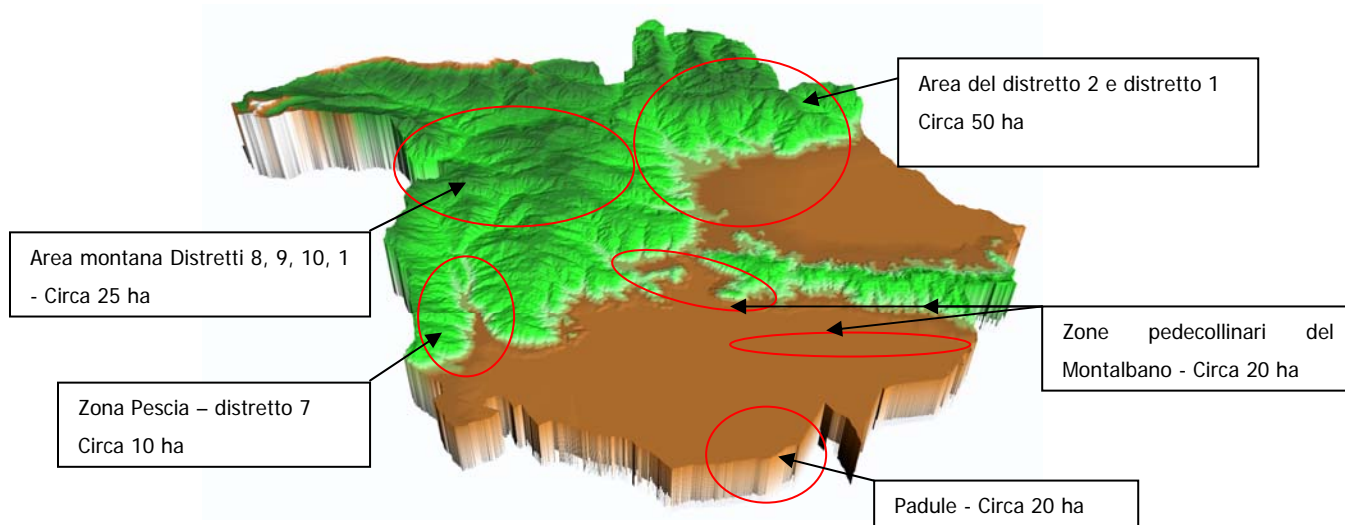 Area del distretto 2 e distretto 1
Circa 50 ha
Area montana Distretti 8, 9, 10, 1
- Circa 25 ha
Zone pedecollinari del
Montalbano - Circa 20 ha
Zona Pescia – distretto 7
Circa 10 ha
Padule - Circa 20 ha